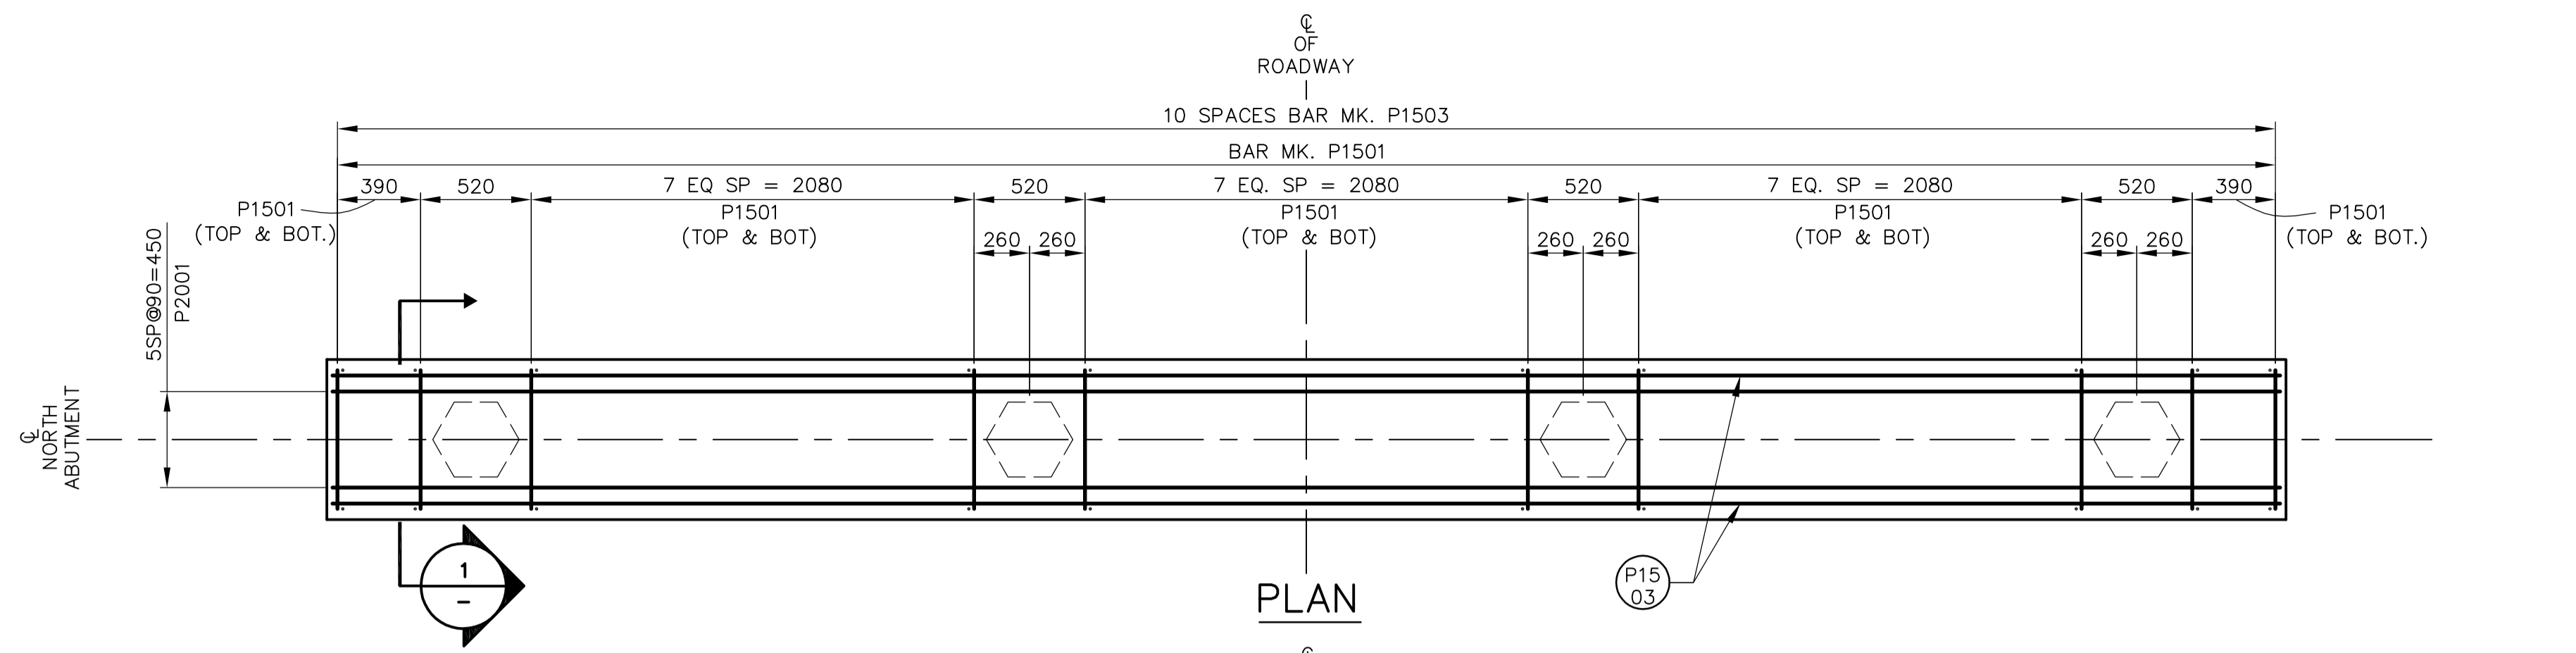 ℄
OF
ROADWAY
10 SPACES BAR MK. P1503
BAR MK. P1501
390
520
7 EQ SP = 2080
520
7 EQ. SP = 2080
520
7 EQ. SP = 2080
520
390
P1501
(TOP & BOT.)
P1501
(TOP & BOT)
P1501
(TOP & BOT)
P1501
(TOP & BOT)
P1501
(TOP & BOT.)
260
260
260
260
260
260
5SP@90=450
P2001
℄
NORTH
ABUTMENT
1
–
P15
03
PLAN
℄